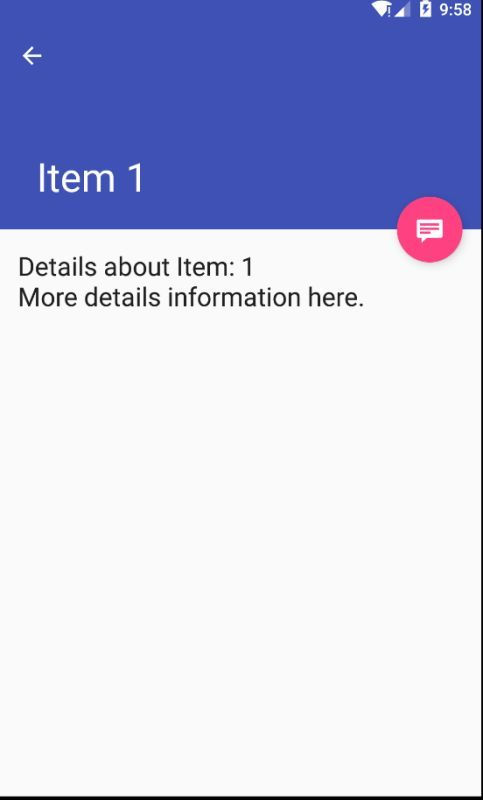 9:58
Item 1
Details about Item: 1
More details information here.